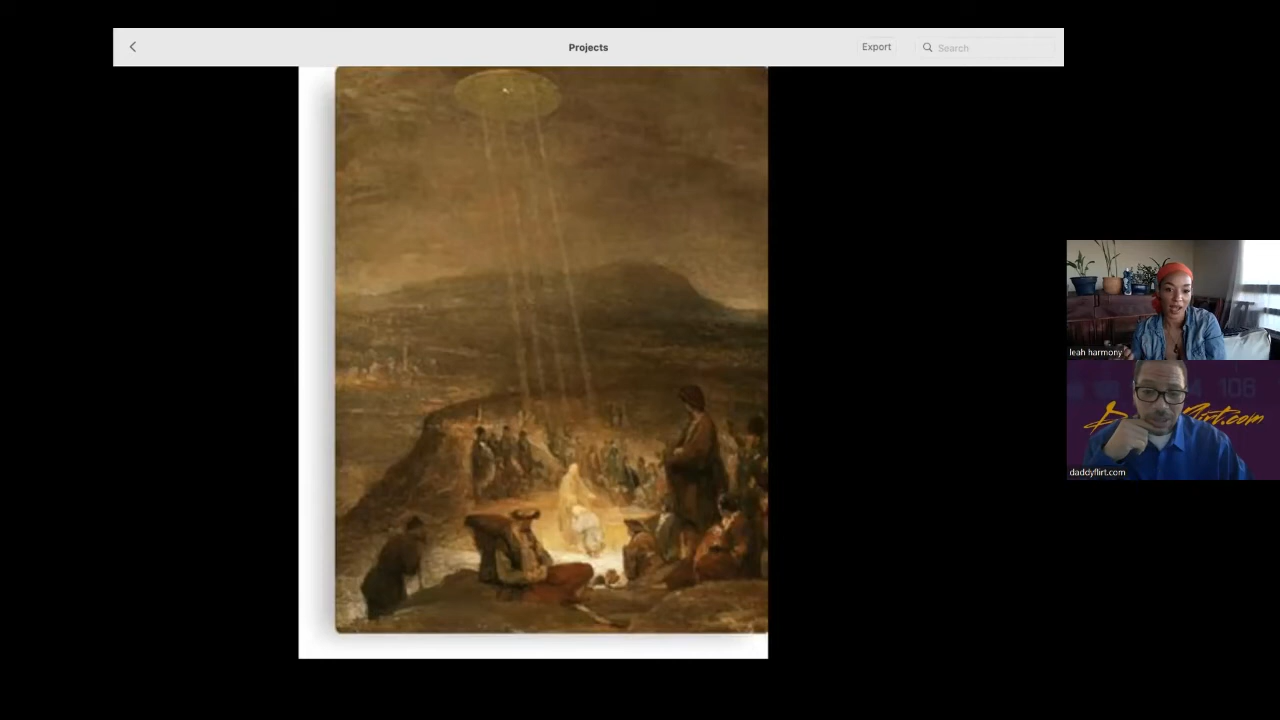 Projects
Export
Search
leah harmony
daddyflirt.com